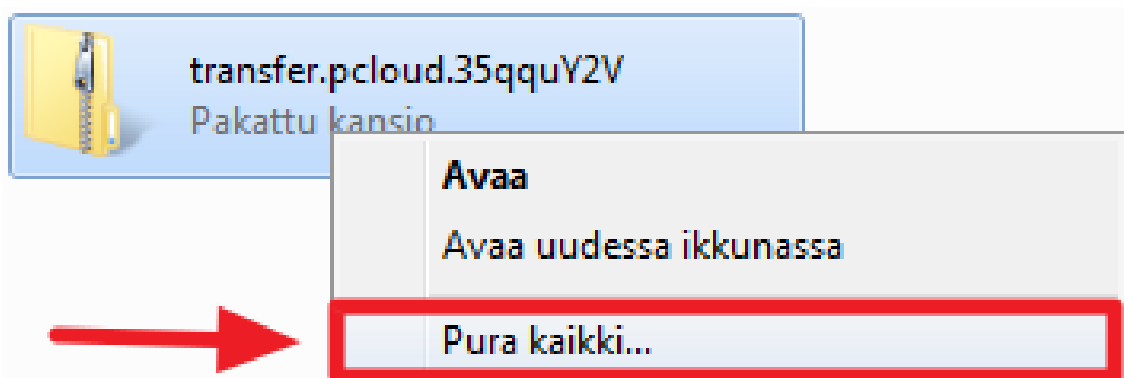 transfer.pcloud.35qquY2V
Pakattu kansio
Avaa
Avaa uudessa ikkunassa
Pura kaikki...